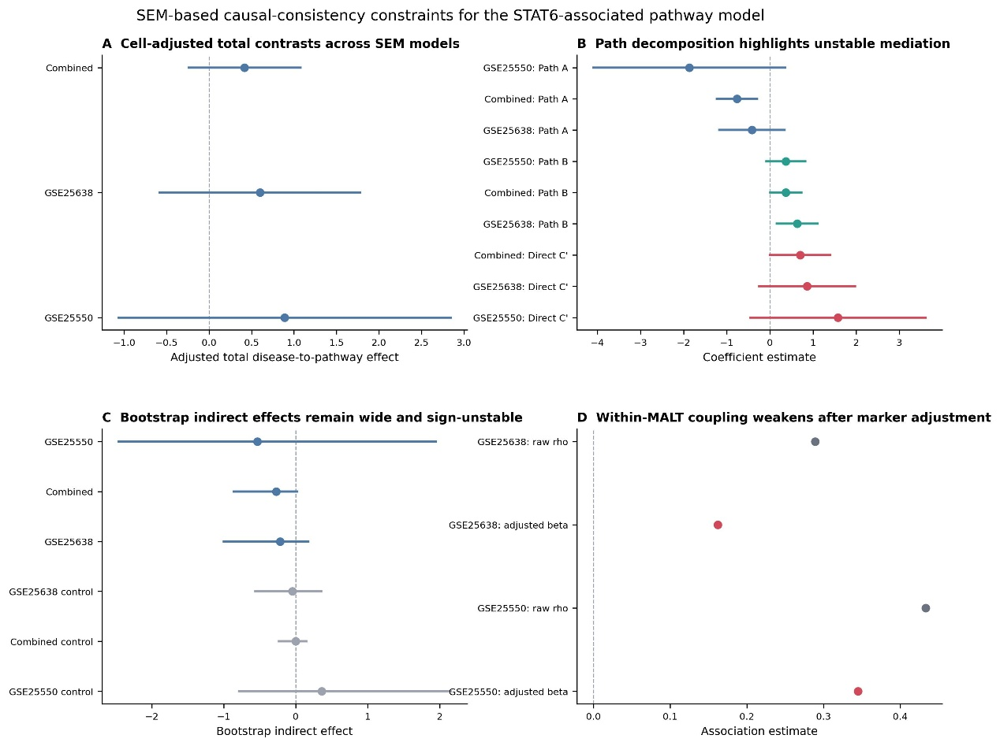 SEM-based causal-consistency constraints for the STAT6-associated pathway model
A  Cell-adjusted total contrasts across SEM models
Combined
GSE25638
GSE25550
−1.0 −0.5 0.0 0.5 1.0 1.5 2.0 2.5 3.0
Adjusted total disease-to-pathway effect
B  Path decomposition highlights unstable mediation
GSE25550: Path A
Combined: Path A
GSE25638: Path A
GSE25550: Path B
Combined: Path B
GSE25638: Path B
Combined: Direct C'
GSE25638: Direct C'
GSE25550: Direct C'
−4 −3 −2 −1 0 1 2 3
Coefficient estimate
C  Bootstrap indirect effects remain wide and sign-unstable
GSE25550
Combined
GSE25638
GSE25638 control
Combined control
GSE25550 control
−2 −1 0 1 2
Bootstrap indirect effect
D  Within-MALT coupling weakens after marker adjustment
GSE25638: raw rho
GSE25638: adjusted beta
GSE25550: raw rho
GSE25550: adjusted beta
0.0 0.1 0.2 0.3 0.4
Association estimate